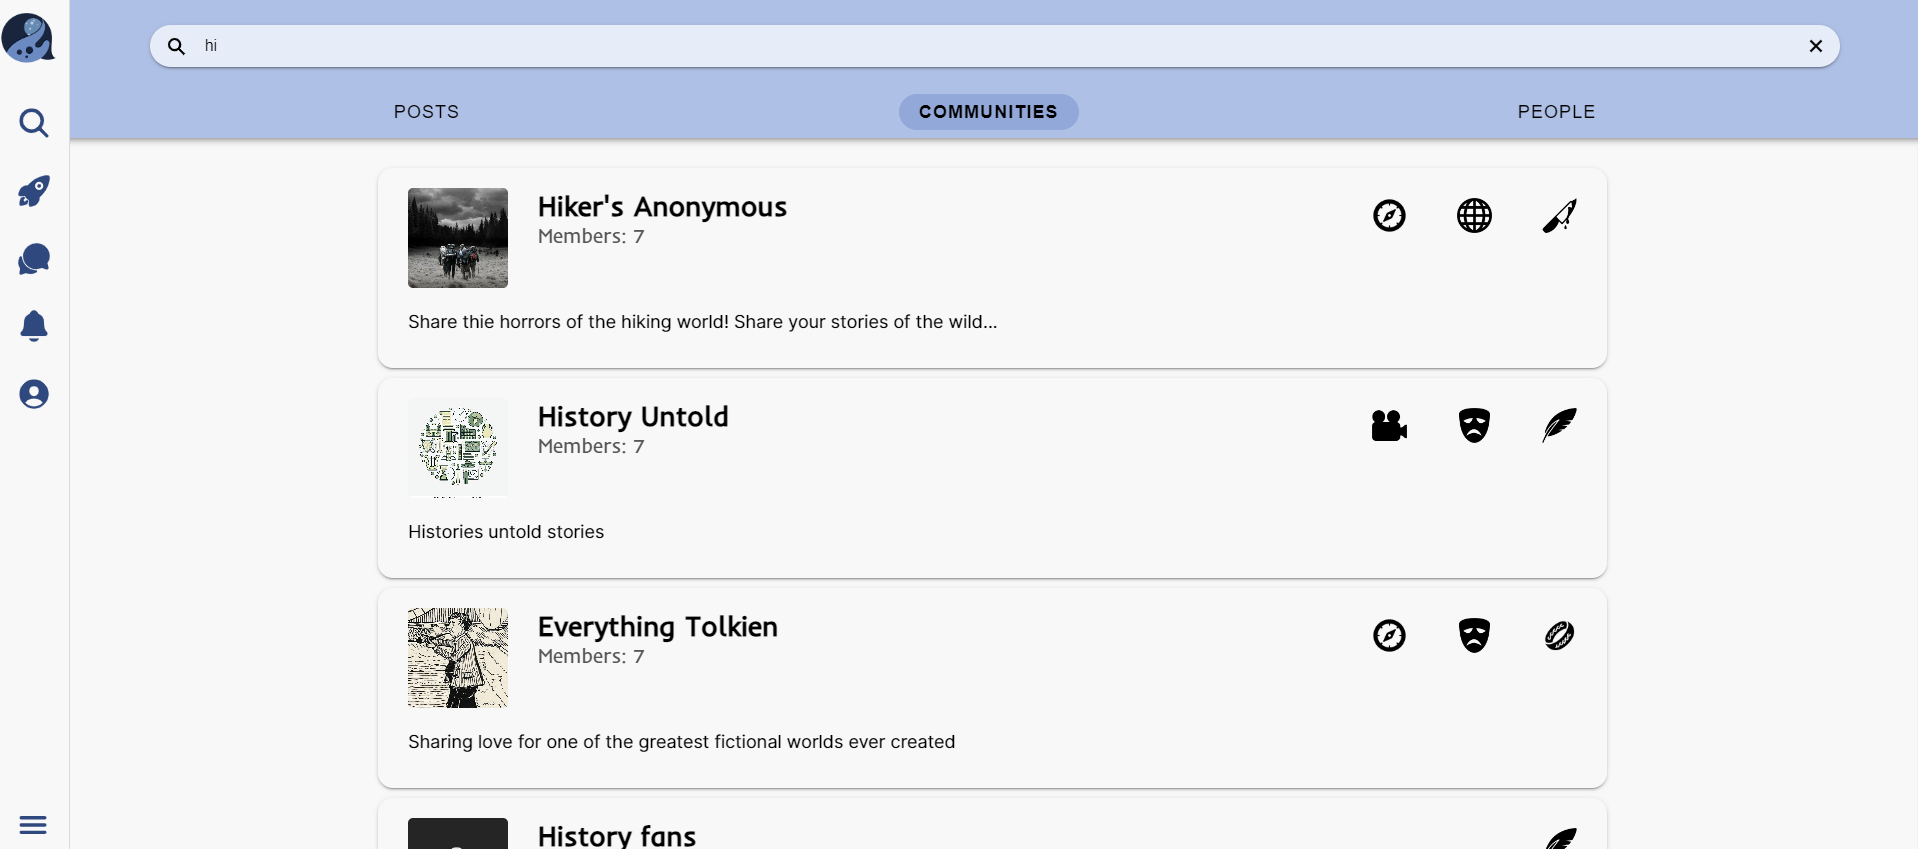 hi
POSTS COMMUNITIES PEOPLE
Hiker's Anonymous
Members: 7
Share thie horrors of the hiking world! Share your stories of the wild...
History Untold
Members: 7
Histories untold stories
Everything Tolkien
Members: 7
Sharing love for one of the greatest fictional worlds ever created
History fans